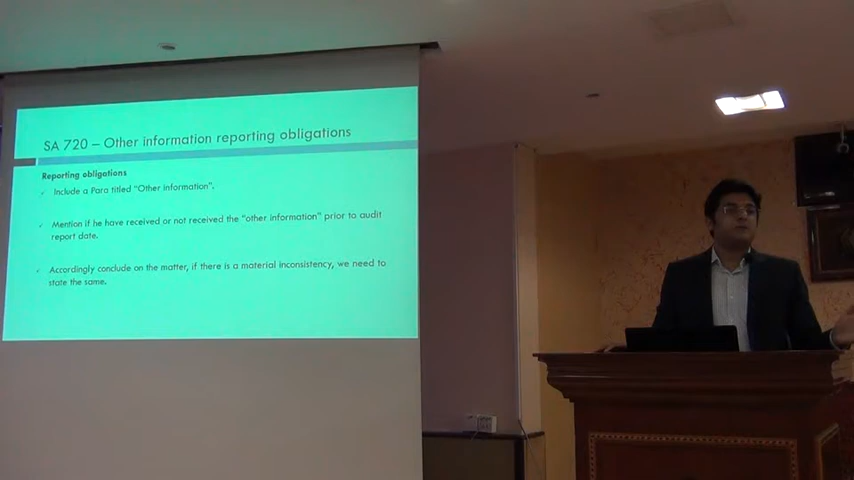 SA 720 – Other information reporting obligations
Reporting obligations
✓ Include a Para titled "Other information".
✓ Mention if he have received or not received the "other information" prior to audit
report date.
✓ Accordingly conclude on the matter, if there is a material inconsistency, we need to
state the same.